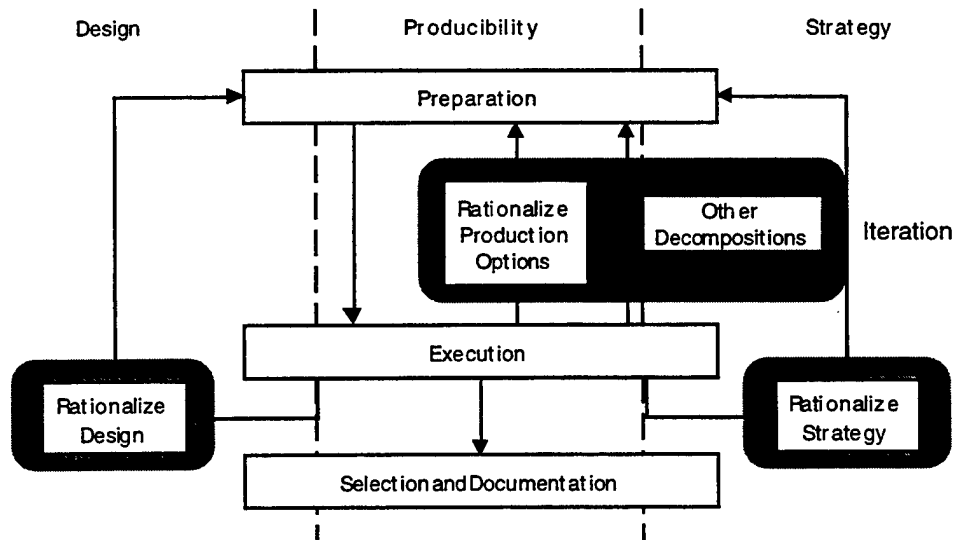 Design
Producibility
Strategy
Preparation
Rationalize
Production
Options
Other
Decompositions
Iteration
Execution
Rationalize
Design
Rationalize
Strategy
Selection and Documentation